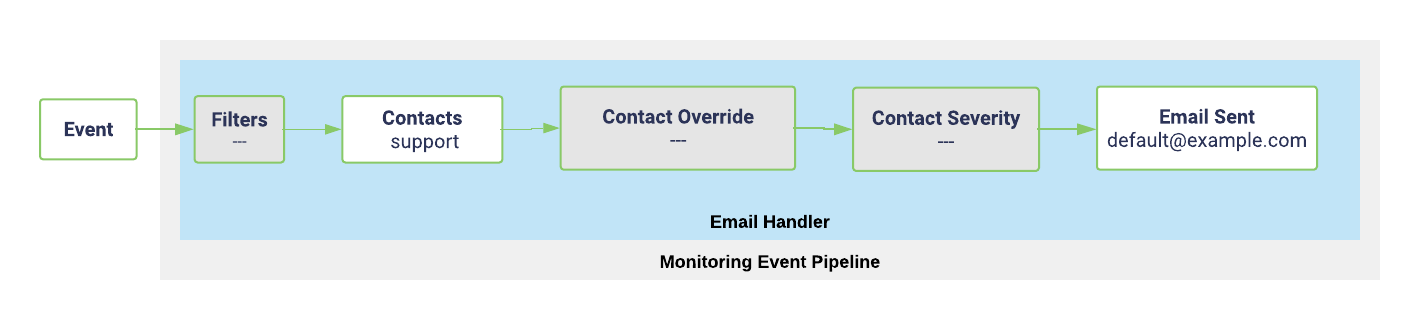 Event
Filters
---
Contacts
support
Contact Override
---
Contact Severity
---
Email Sent
default@example.com
Email Handler
Monitoring Event Pipeline